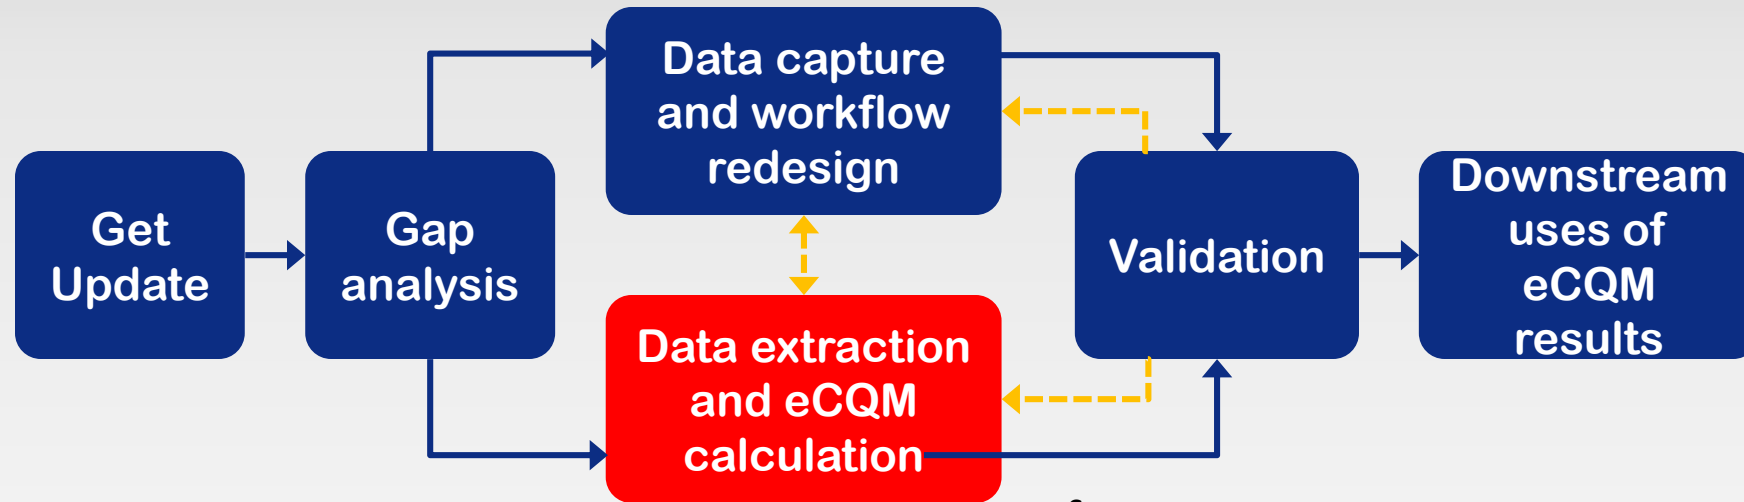 Get
Update
Gap
analysis
Data capture
and workflow
redesign
Data extraction
and eCQM
calculation
Validation
Downstream
uses of
eCQM
results